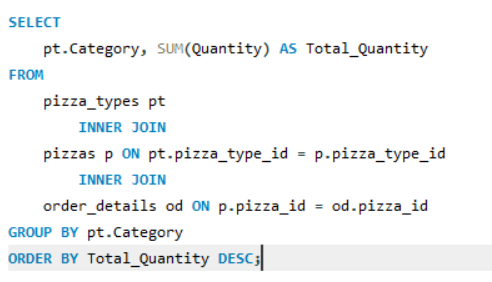 SELECT
pt.Category, SUM(Quantity) AS Total_Quantity
FROM
pizza_types pt
INNER JOIN
pizzas p ON pt.pizza_type_id = p.pizza_type_id
INNER JOIN
order_details od ON p.pizza_id = od.pizza_id
GROUP BY pt.Category
ORDER BY Total_Quantity DESC;